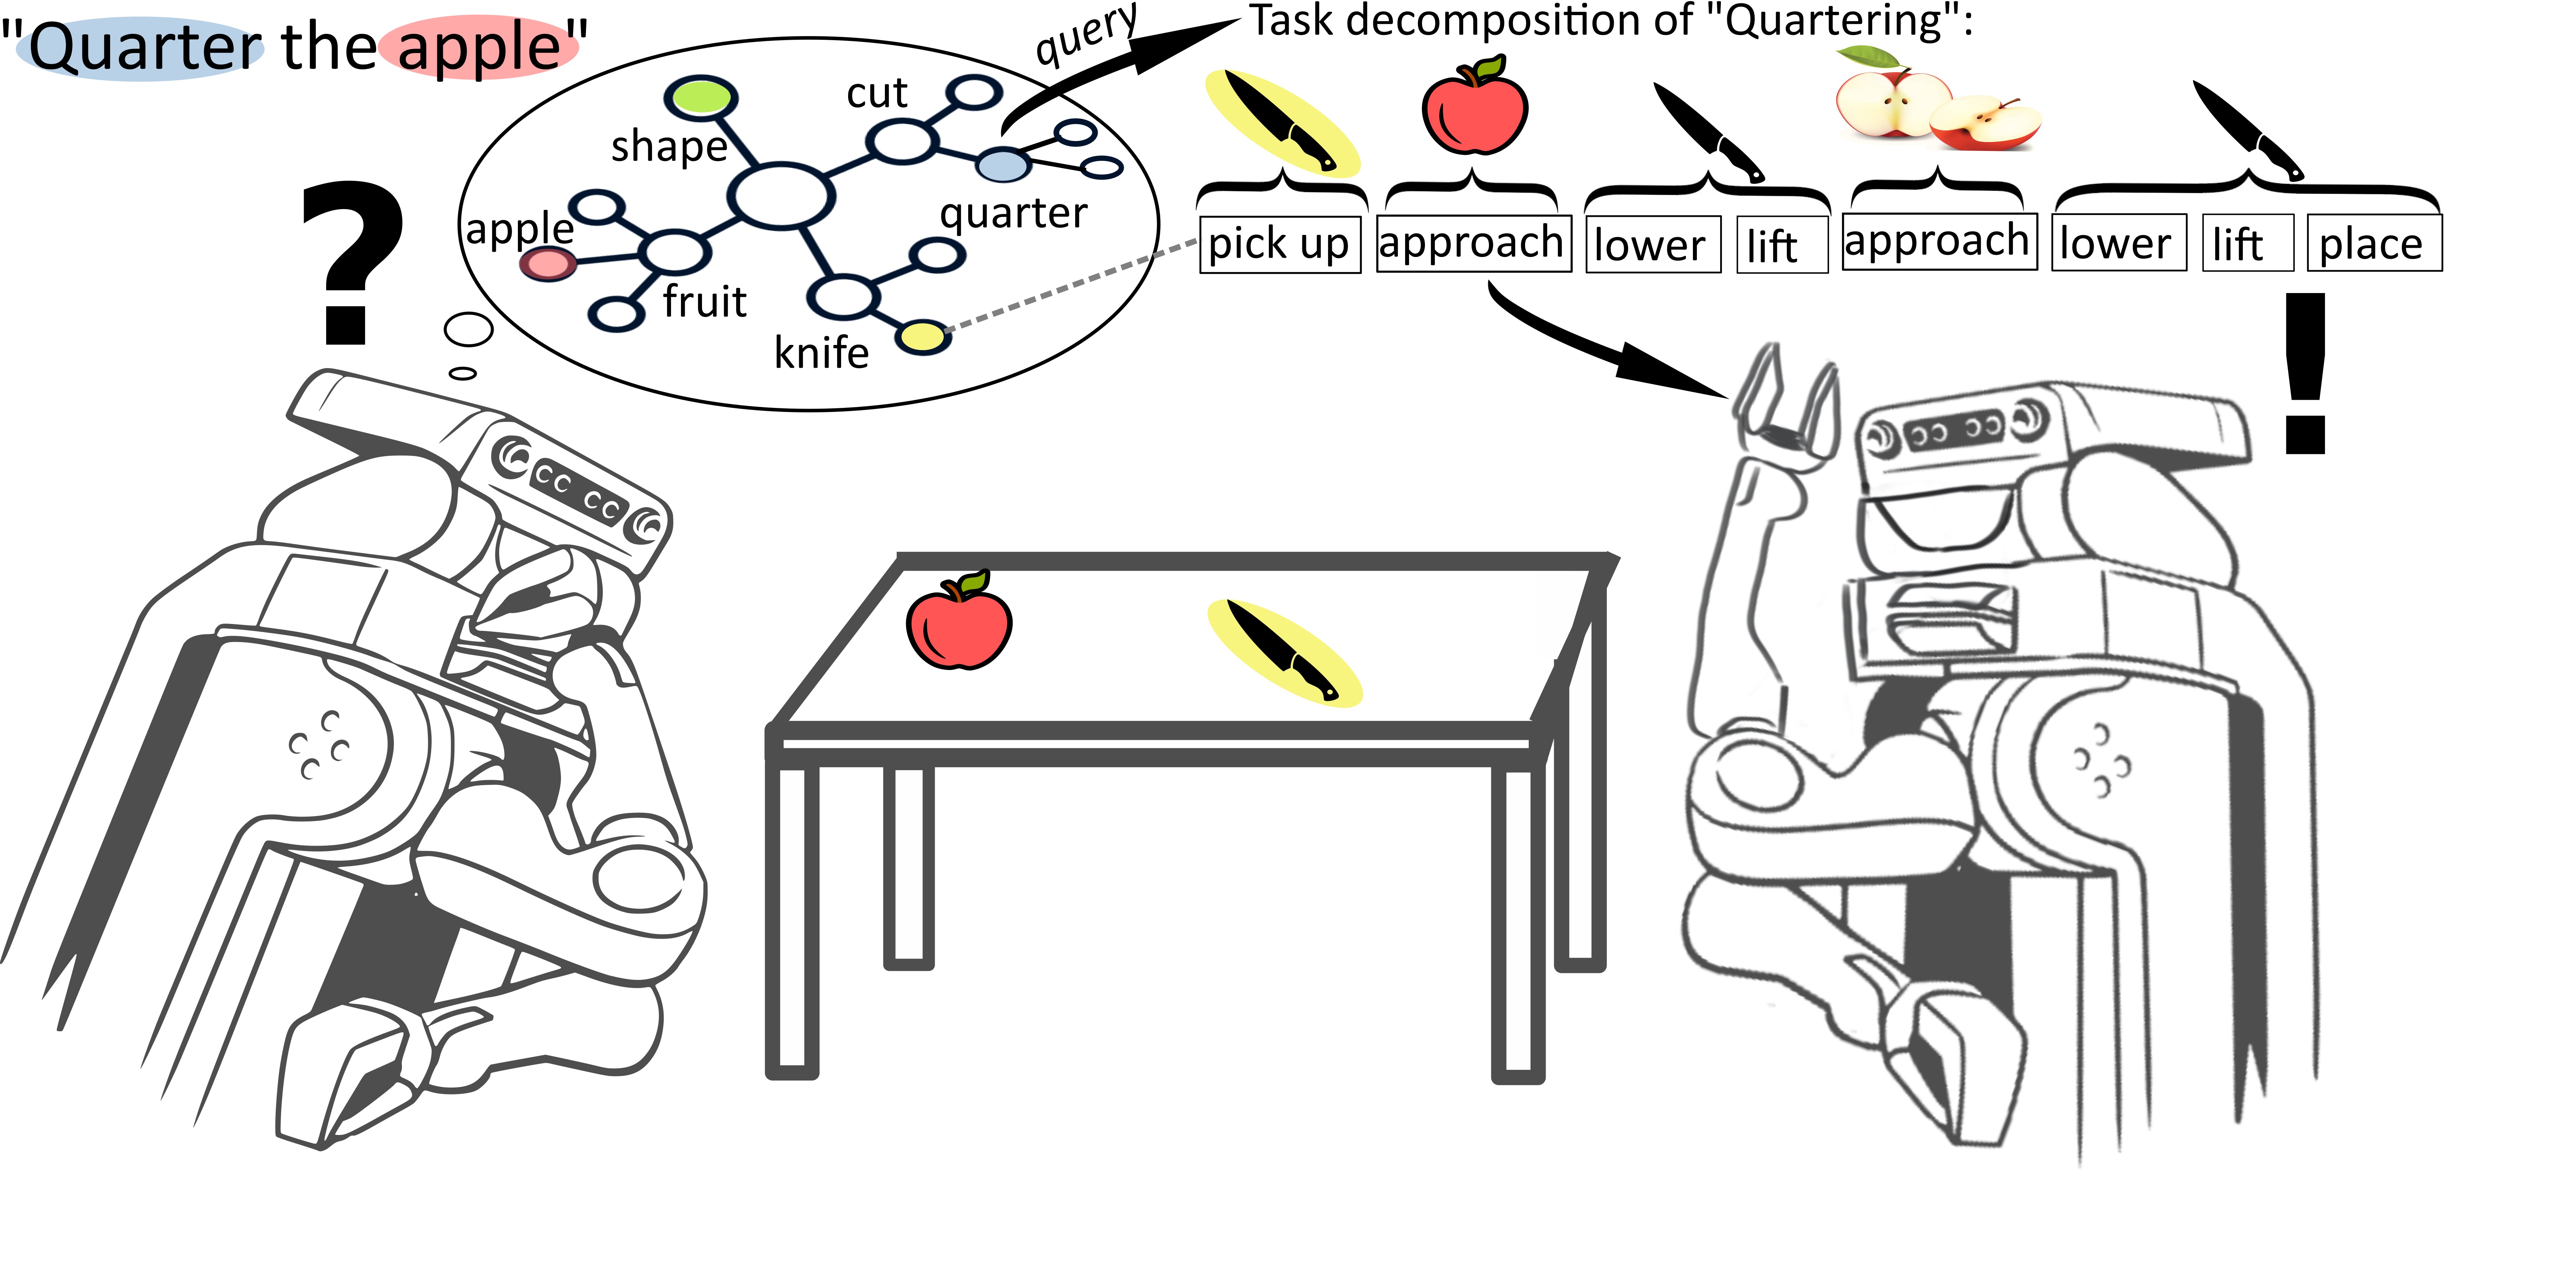 "Quarter the apple"
query
Task decomposition of "Quartering":
cut
shape
quarter
apple
fruit
knife
pick up
approach
lower
lift
approach
lower
lift
place
?
!